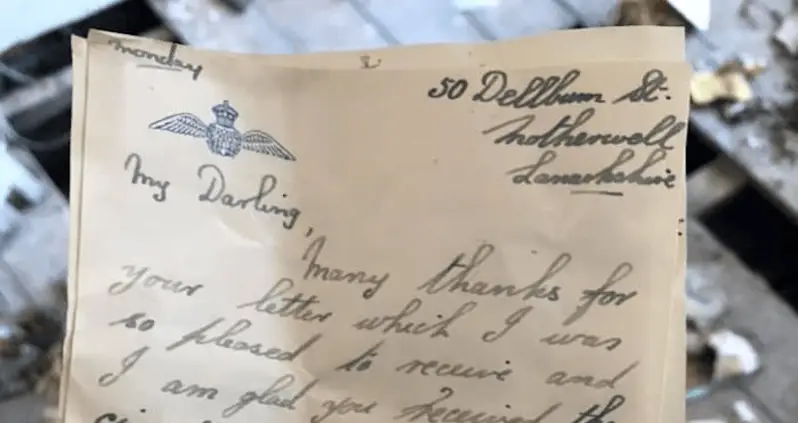 Monday
50 Dellburn St.
Motherwell
Lanarkshire
My Darling,
Many thanks for
your letter which I was
so pleased to receive and
I am glad you received the